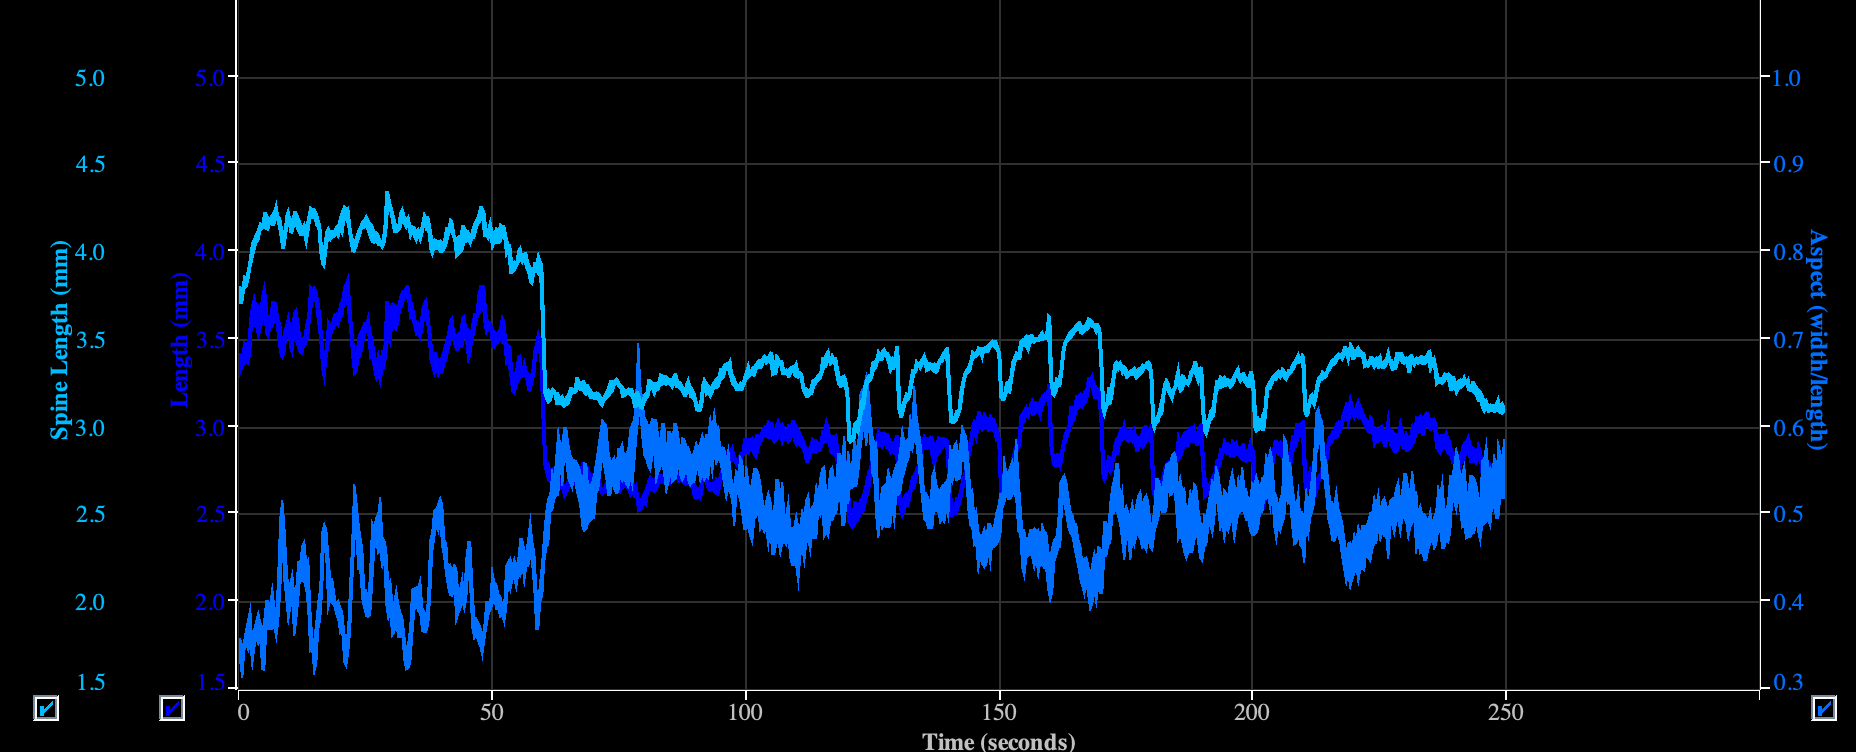 5.0 5.0 1.0
4.5 4.5 0.9
4.0 4.0 0.8
3.5 3.5 0.7
3.0 3.0 0.6
2.5 2.5 0.5
2.0 2.0 0.4
1.5 1.5 0.3
Spine Length (mm)
Length (mm)
Aspect (width/length)
0 50 100 150 200 250
Time (seconds)